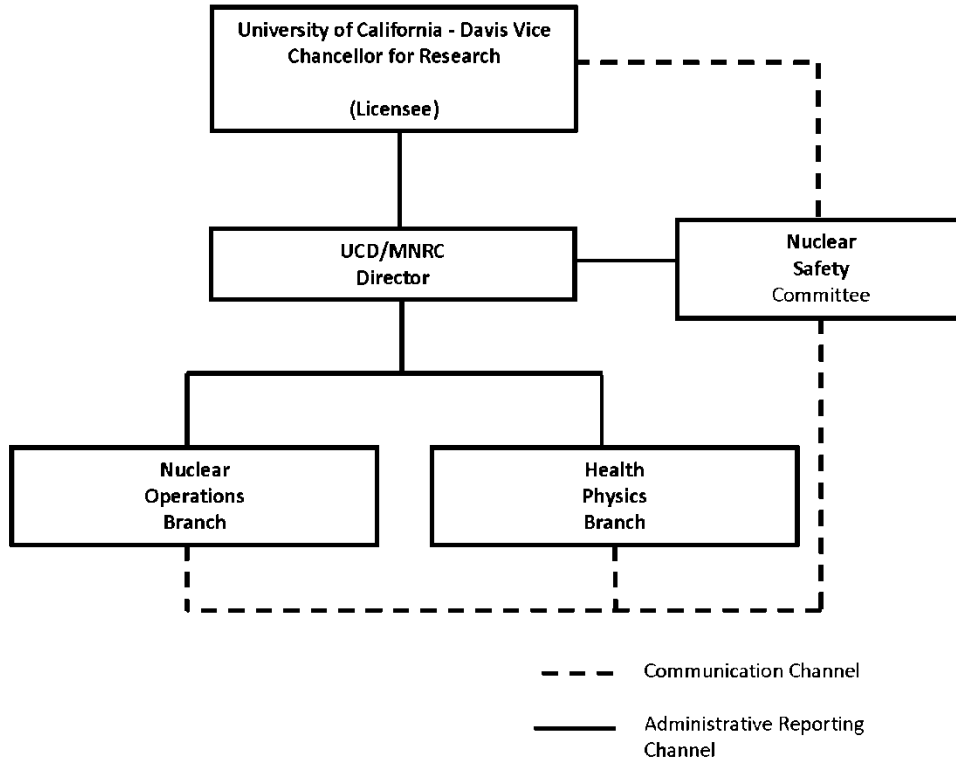 University of California - Davis Vice
Chancellor for Research
(Licensee)
UCD/MNRC
Director
Nuclear
Safety
Committee
Nuclear
Operations
Branch
Health
Physics
Branch
Communication Channel
Administrative Reporting
Channel